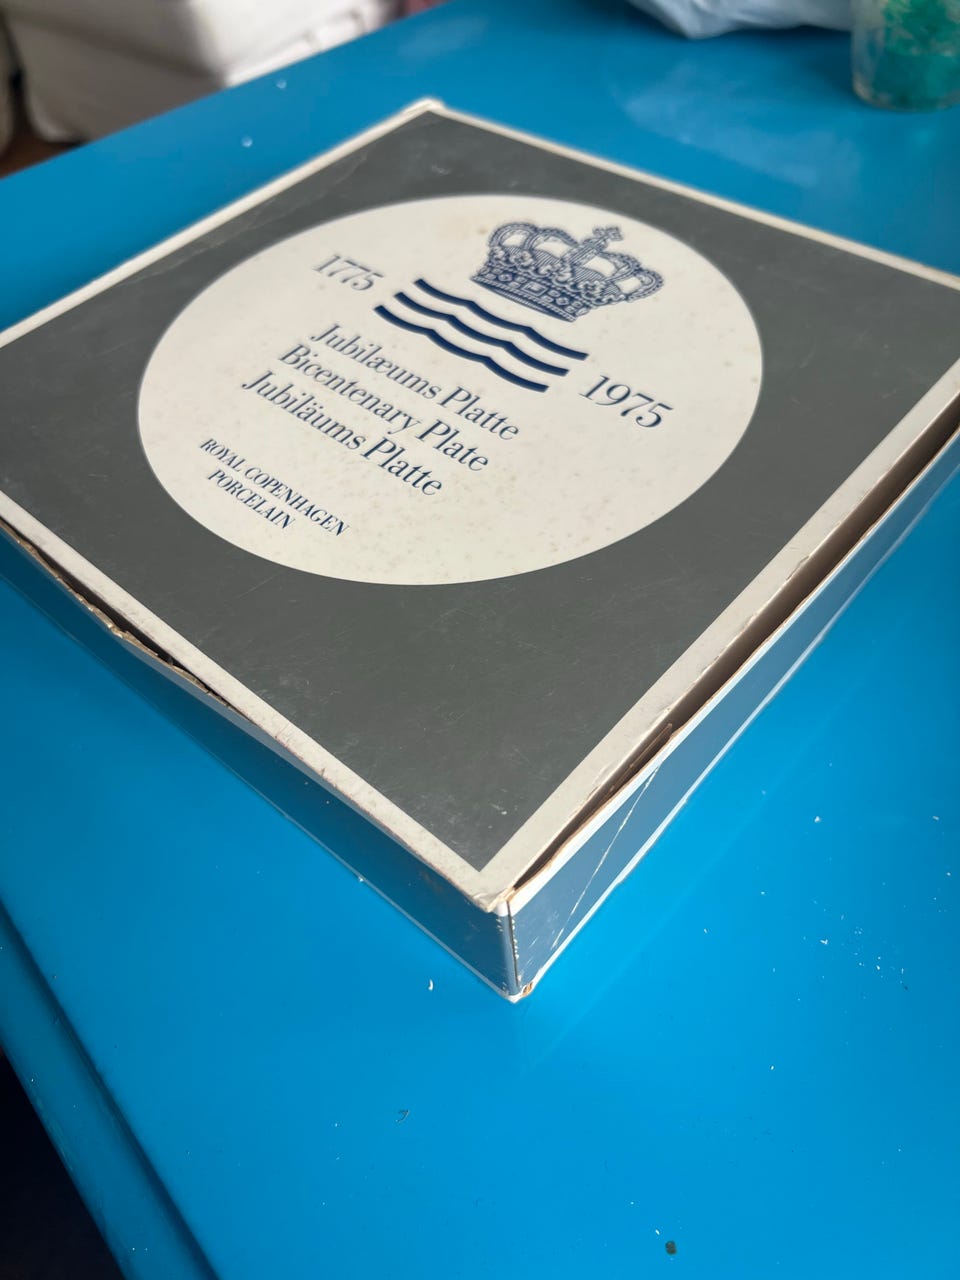 1775
1975
Jubilæums Platte
Bicentenary Plate
Jubiläums Platte
ROYAL COPENHAGEN
PORCELAIN